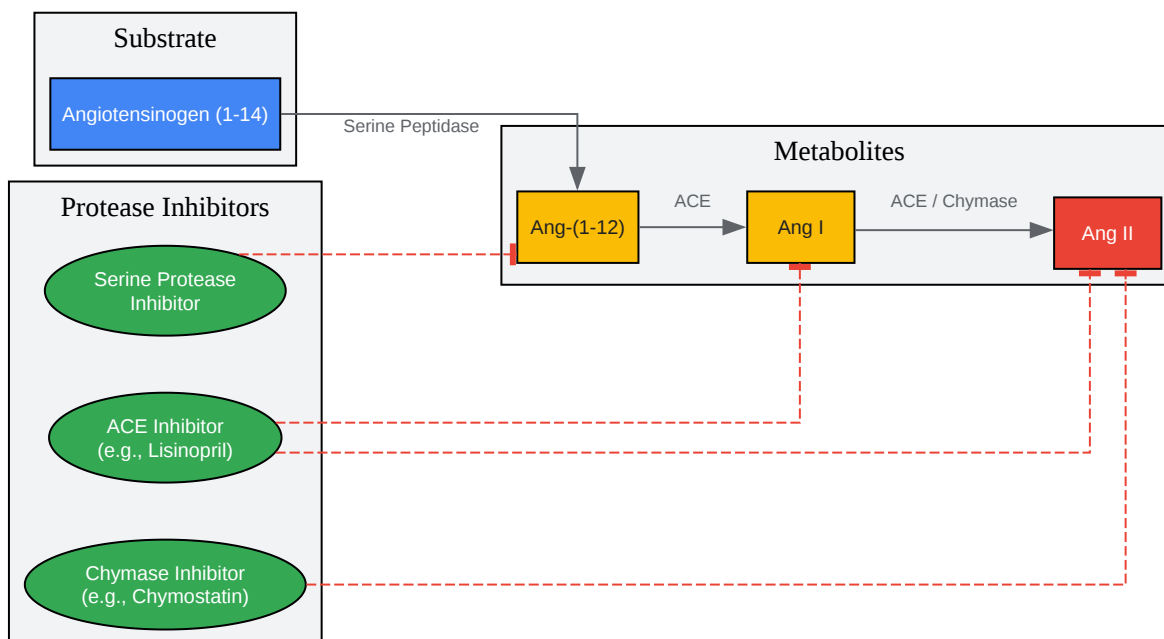 Substrate
Angiotensinogen (1-14)
Serine Peptidase
Metabolites
Ang-(1-12)
ACE
Ang I
ACE / Chymase
Ang II
Protease Inhibitors
Serine Protease
Inhibitor
ACE Inhibitor
(e.g., Lisinopril)
Chymase Inhibitor
(e.g., Chymostatin)